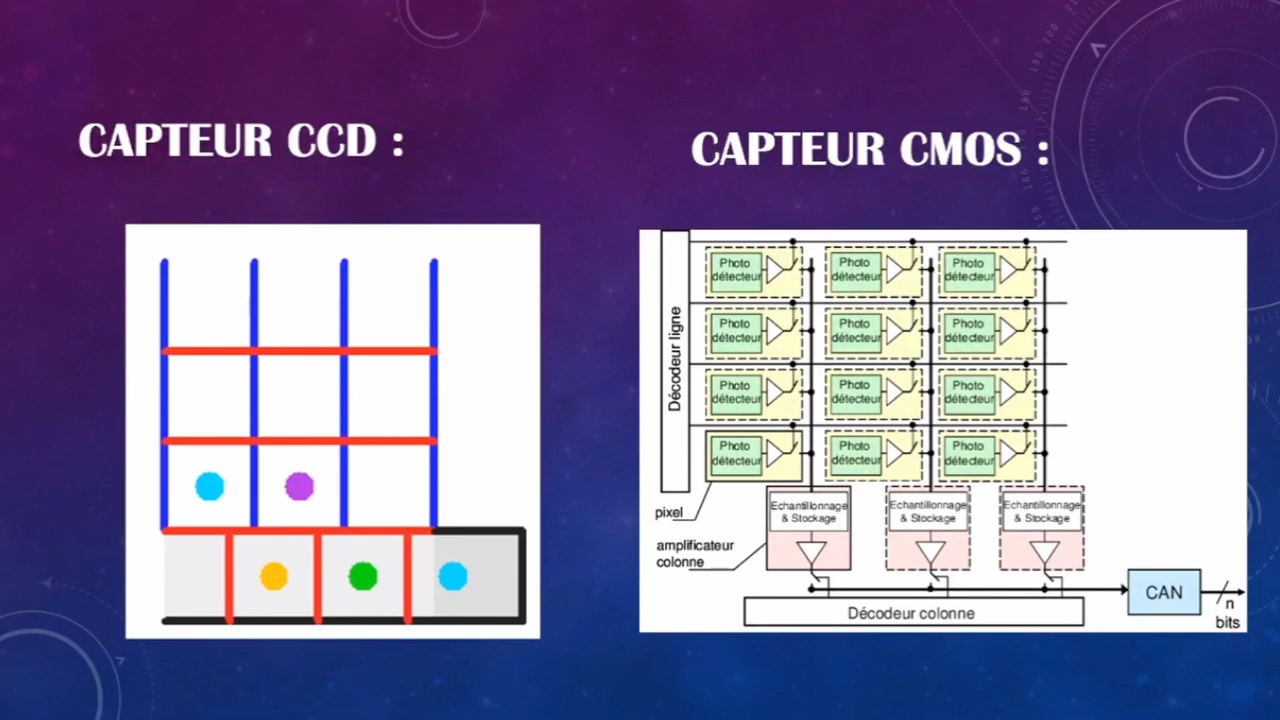 CAPTEUR CCD :
CAPTEUR CMOS :
Décodeur ligne
Photo
détecteur
Photo
détecteur
Photo
détecteur
Photo
détecteur
Photo
détecteur
Photo
détecteur
Photo
détecteur
Photo
détecteur
Photo
détecteur
Photo
détecteur
Photo
détecteur
Photo
détecteur
pixel
amplificateur
colonne
Echantillonnage
& Stockage
Echantillonnage
& Stockage
Echantillonnage
& Stockage
Décodeur colonne
CAN
n
bits